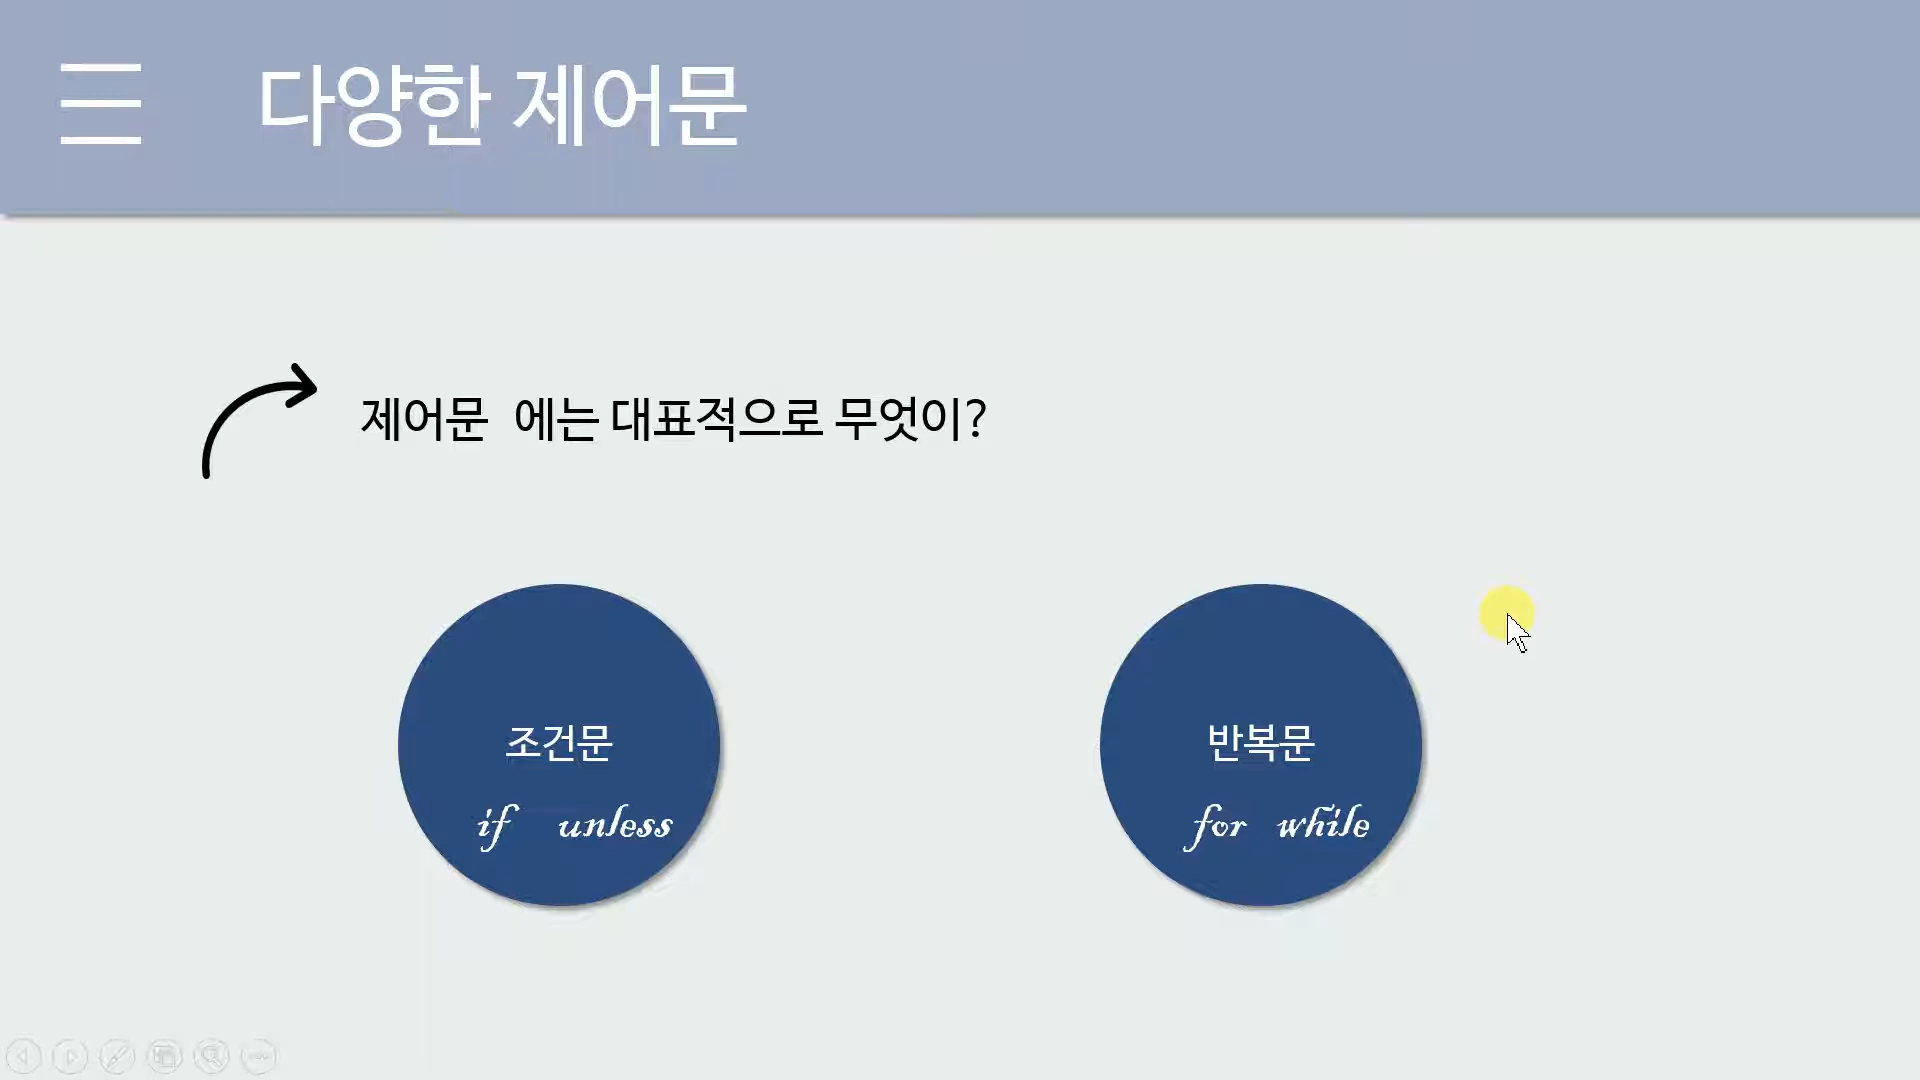 다양한 제어문
제어문 에는 대표적으로 무엇이?
조건문
if unless
반복문
for while